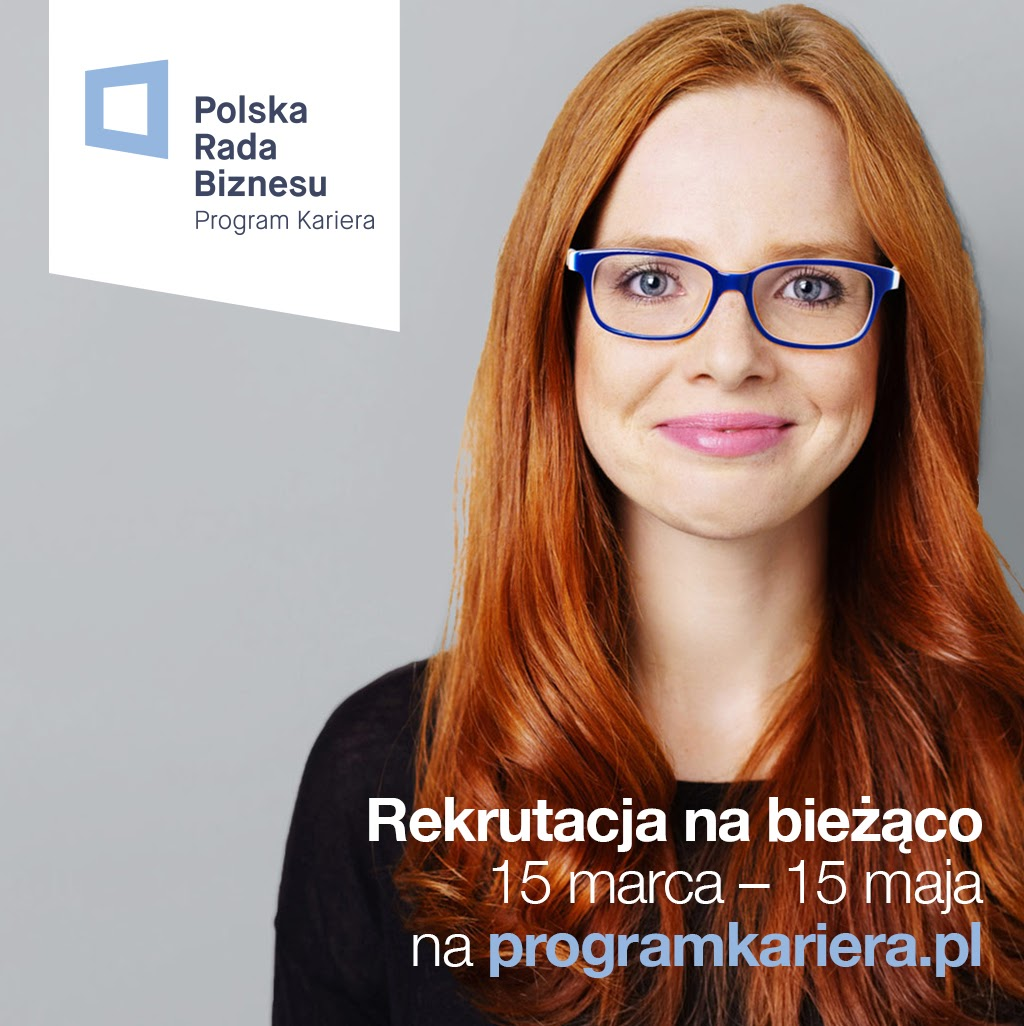 Polska
Rada
Biznesu
Program Kariera
Rekrutacja na bieżąco
15 marca – 15 maja
na programkariera.pl